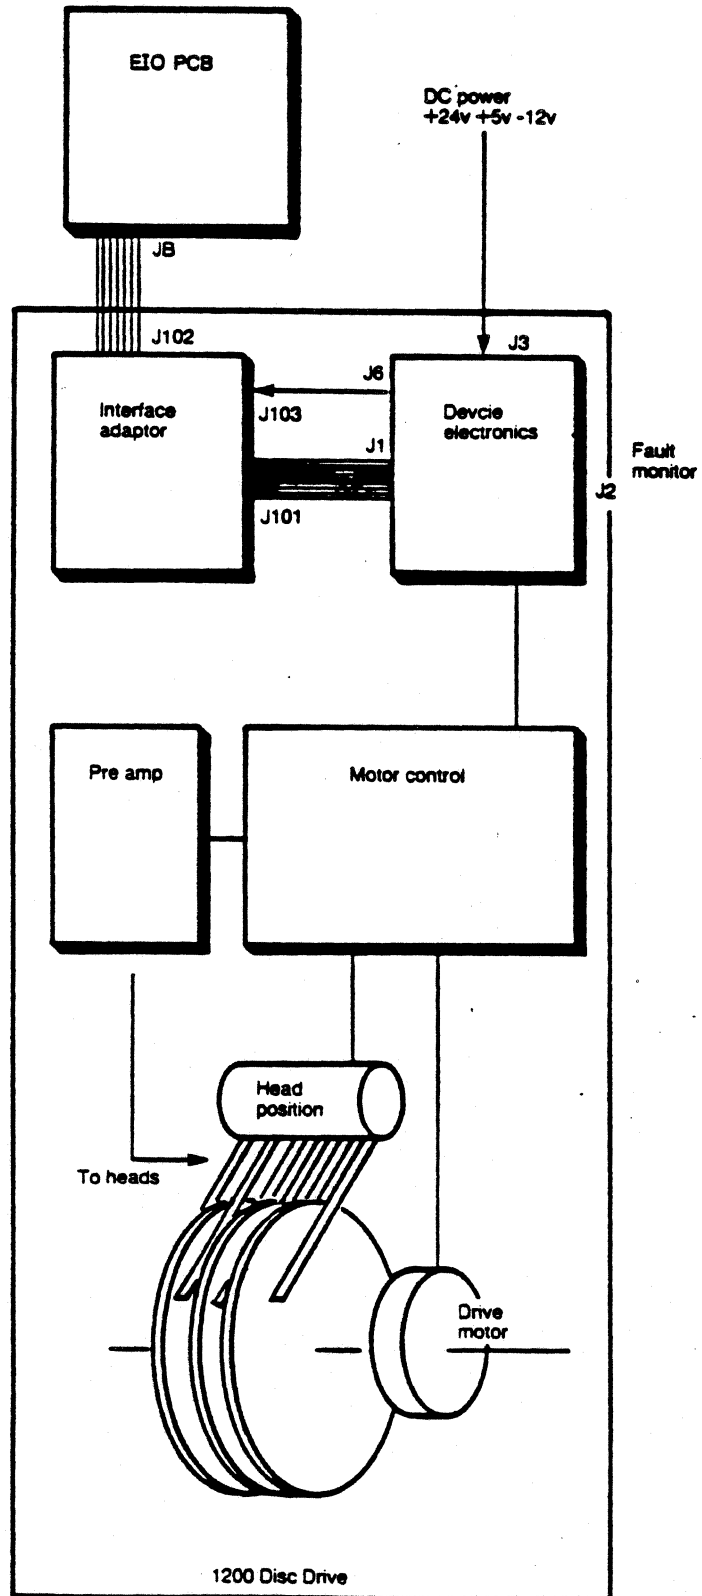 EIO PCB
DC power
+24v +5v -12v
JB
J102
J3
J6
Interface
adaptor
J103
Devcie
electronics
J1
Fault
monitor
J2
J101
Pre amp
Motor control
Head
position
To heads
Drive
motor
1200 Disc Drive